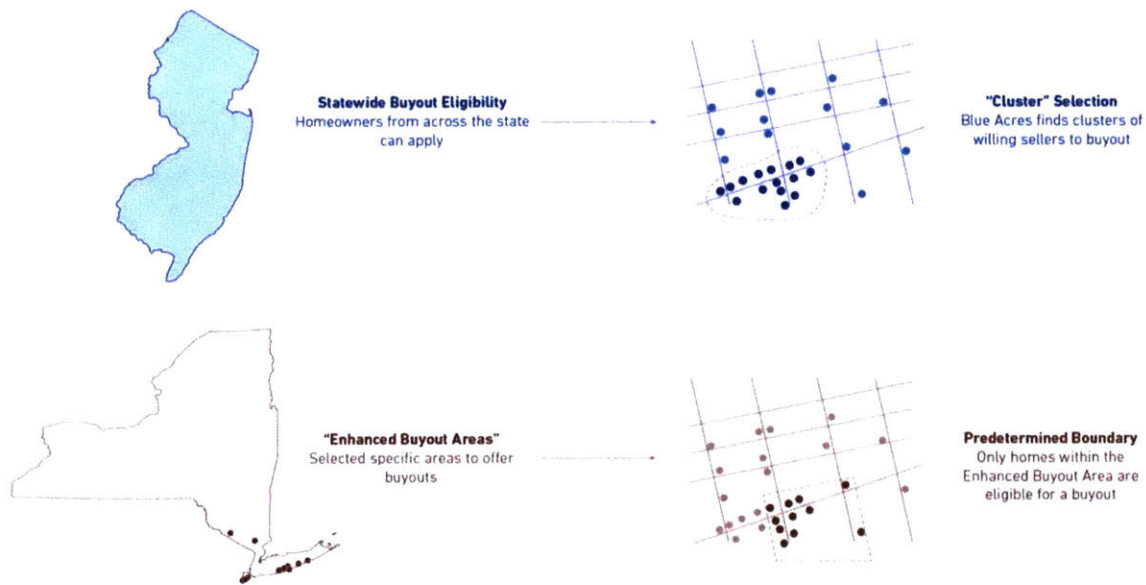 Statewide Buyout Eligibility
Homeowners from across the state
can apply
"Cluster" Selection
Blue Acres finds clusters of
willing sellers to buyout
"Enhanced Buyout Areas"
Selected specific areas to offer
buyouts
Predetermined Boundary
Only homes within the
Enhanced Buyout Area are
eligible for a buyout